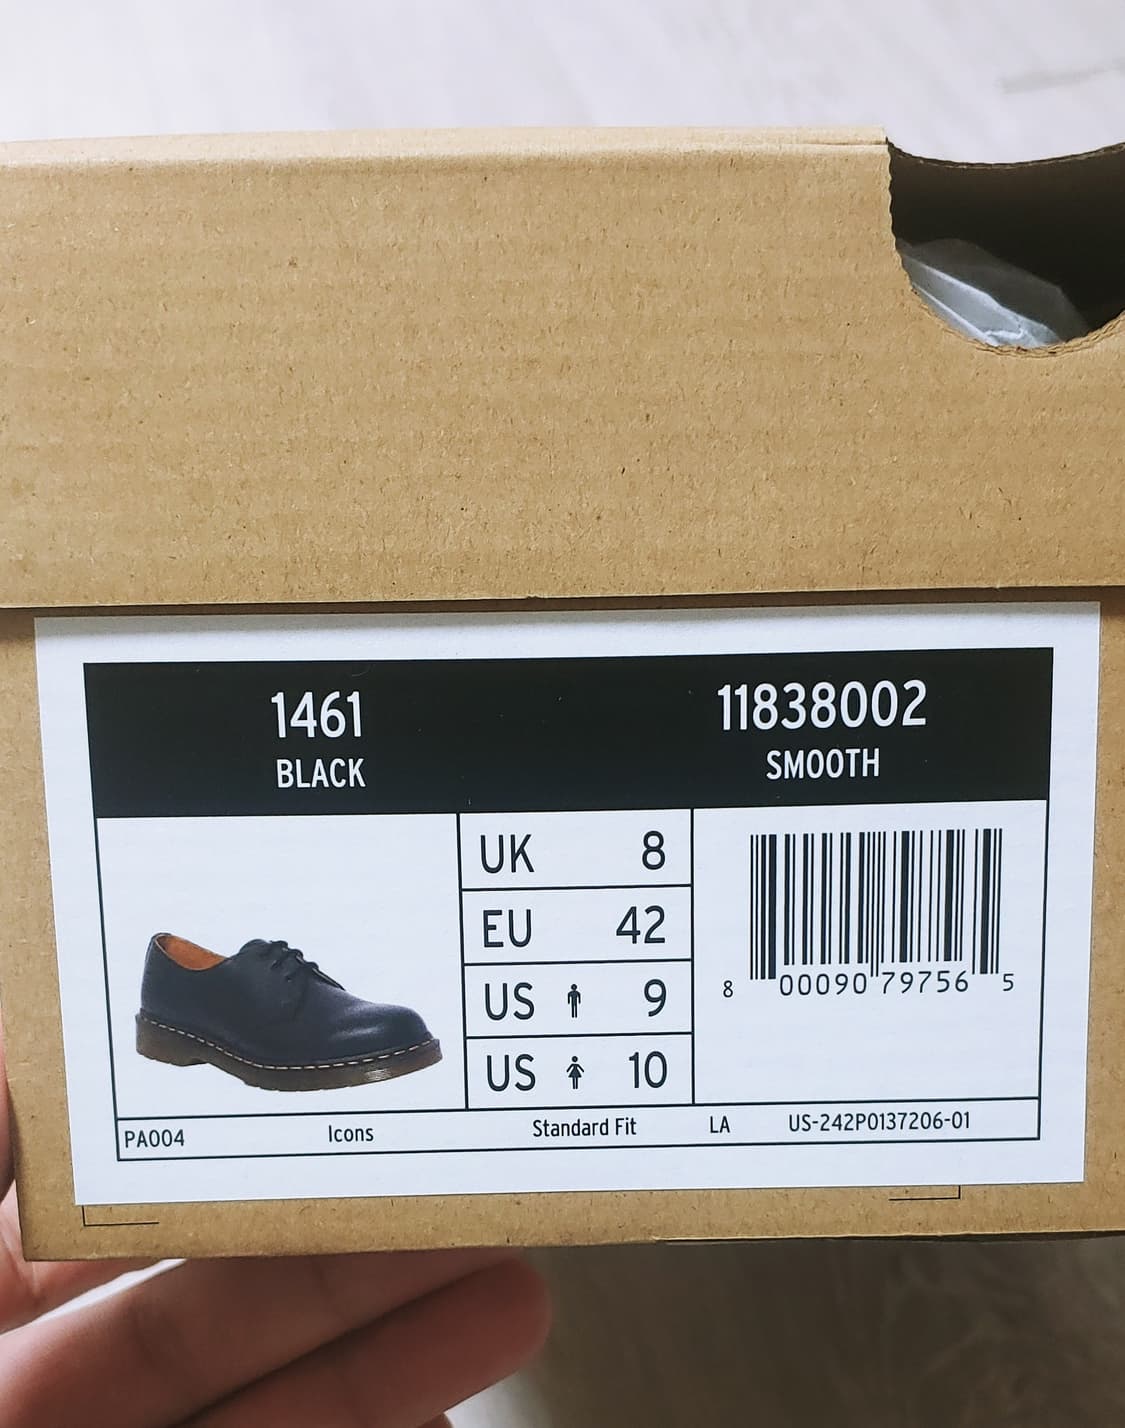 1461
BLACK
11838002
SMOOTH
UK 8
EU 42
US 9
US 10
8 00090 79756 5
PA004 Icons Standard Fit LA US-242P0137206-01